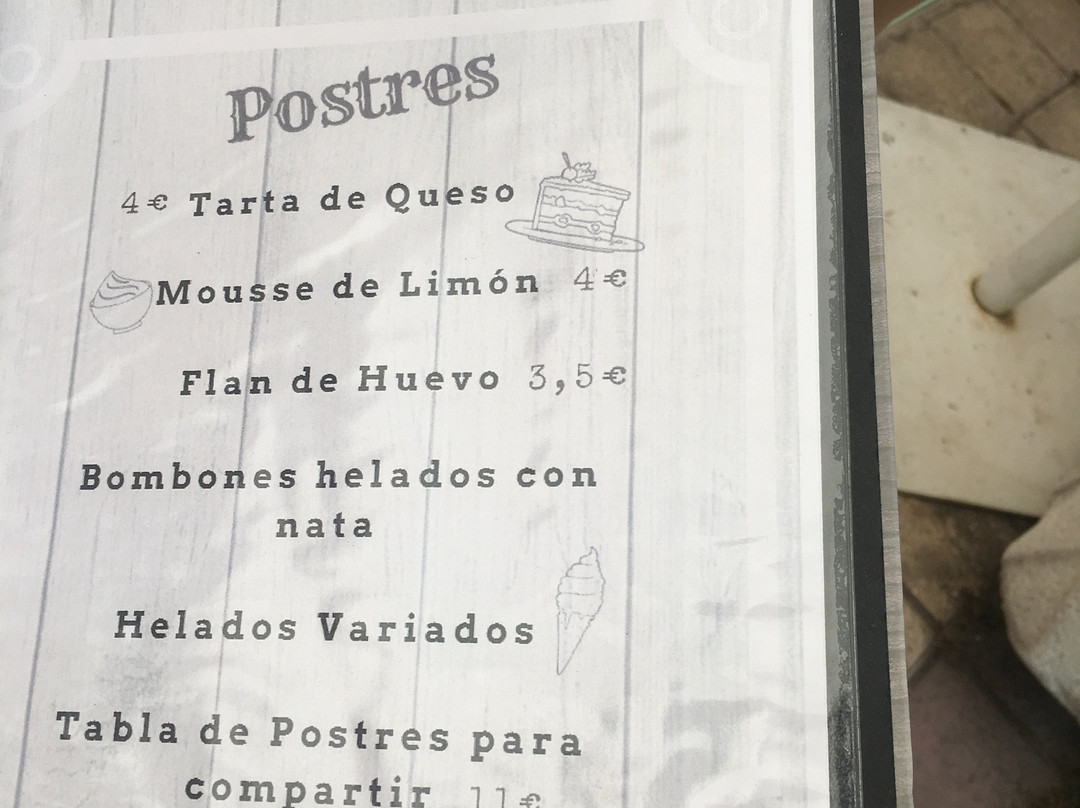 Postres
4€ Tarta de Queso
Mousse de Limón 4€
Flan de Huevo 3,5€
Bombones helados con
nata
Helados Variados
Tabla de Postres para
compartir 11€